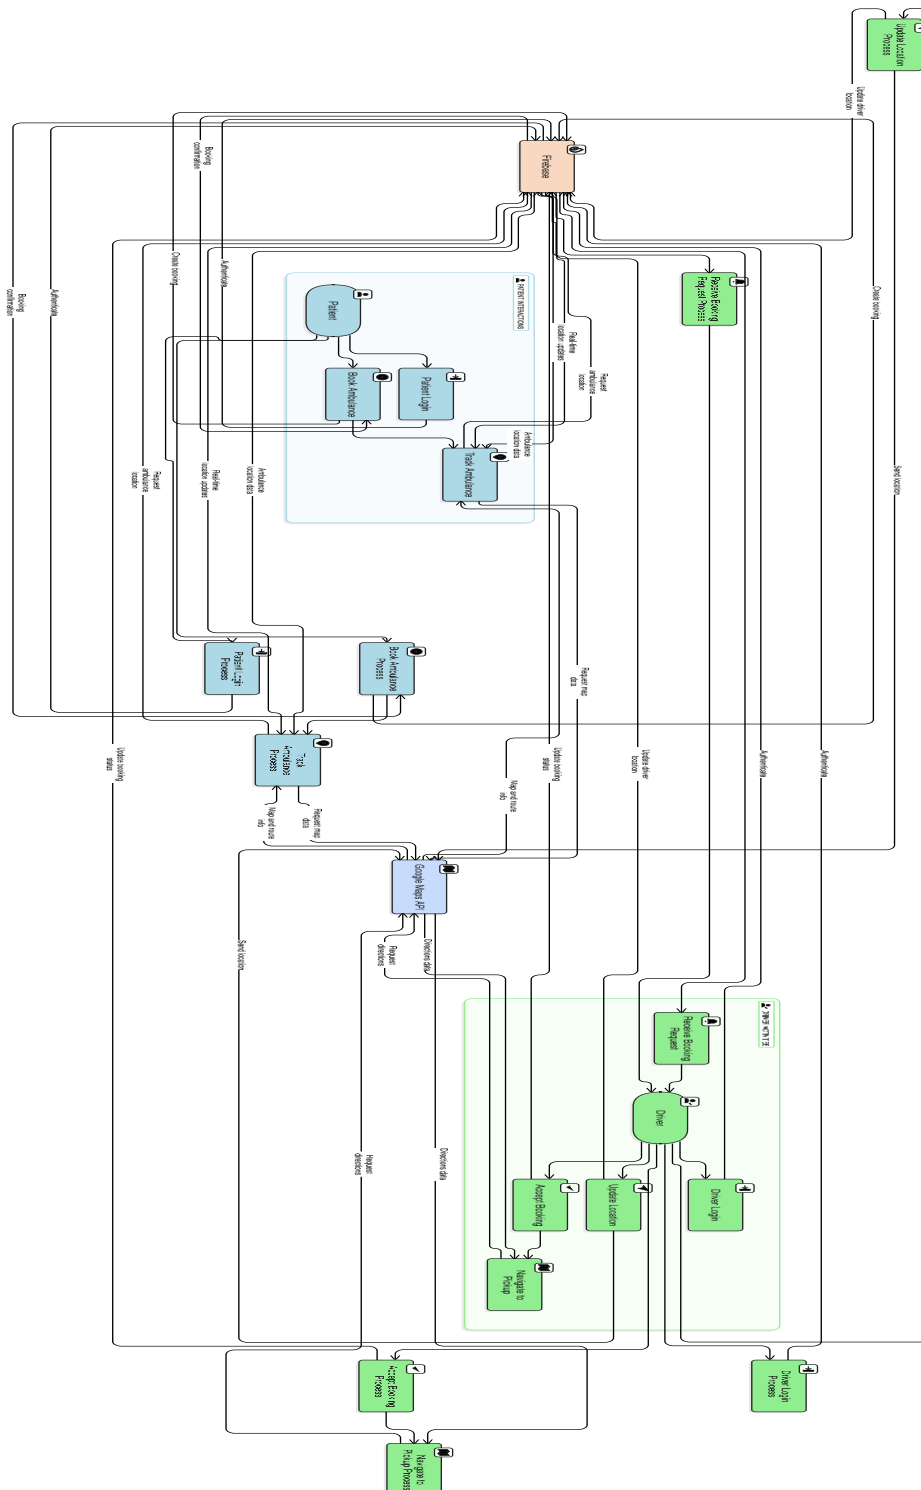 Update Location
Process
Update driver
location
Firebase
Booking
confirmation
Create booking
Authenticate
Booking
confirmation
Authenticate
PATIENT INTERACTIONS
Patient
Book Ambulance
Patient Login
Track Ambulance
Real-time
location updates
Request
ambulance
location
Ambulance
location data
Receive Booking
Request Process
Create booking
Send location
Request
ambulance
location
Real-time
location updates
Ambulance
location data
Patient Login
Process
Book Ambulance
Process
Track
Ambulance
Process
Request map
data
Update booking
status
Map and route
info
Request map
data
Map and route
info
Update booking
status
Update driver
location
Authenticate
Authenticate
Google Maps API
Send location
Request
directions
Directions data
Receive Booking
Request
Driver
Request
directions
Directions data
Accept Booking
Update Location
Driver Login
Navigate to
Pickup
Accept Booking
Process
Driver Login
Process
Navigate to
Pickup Process